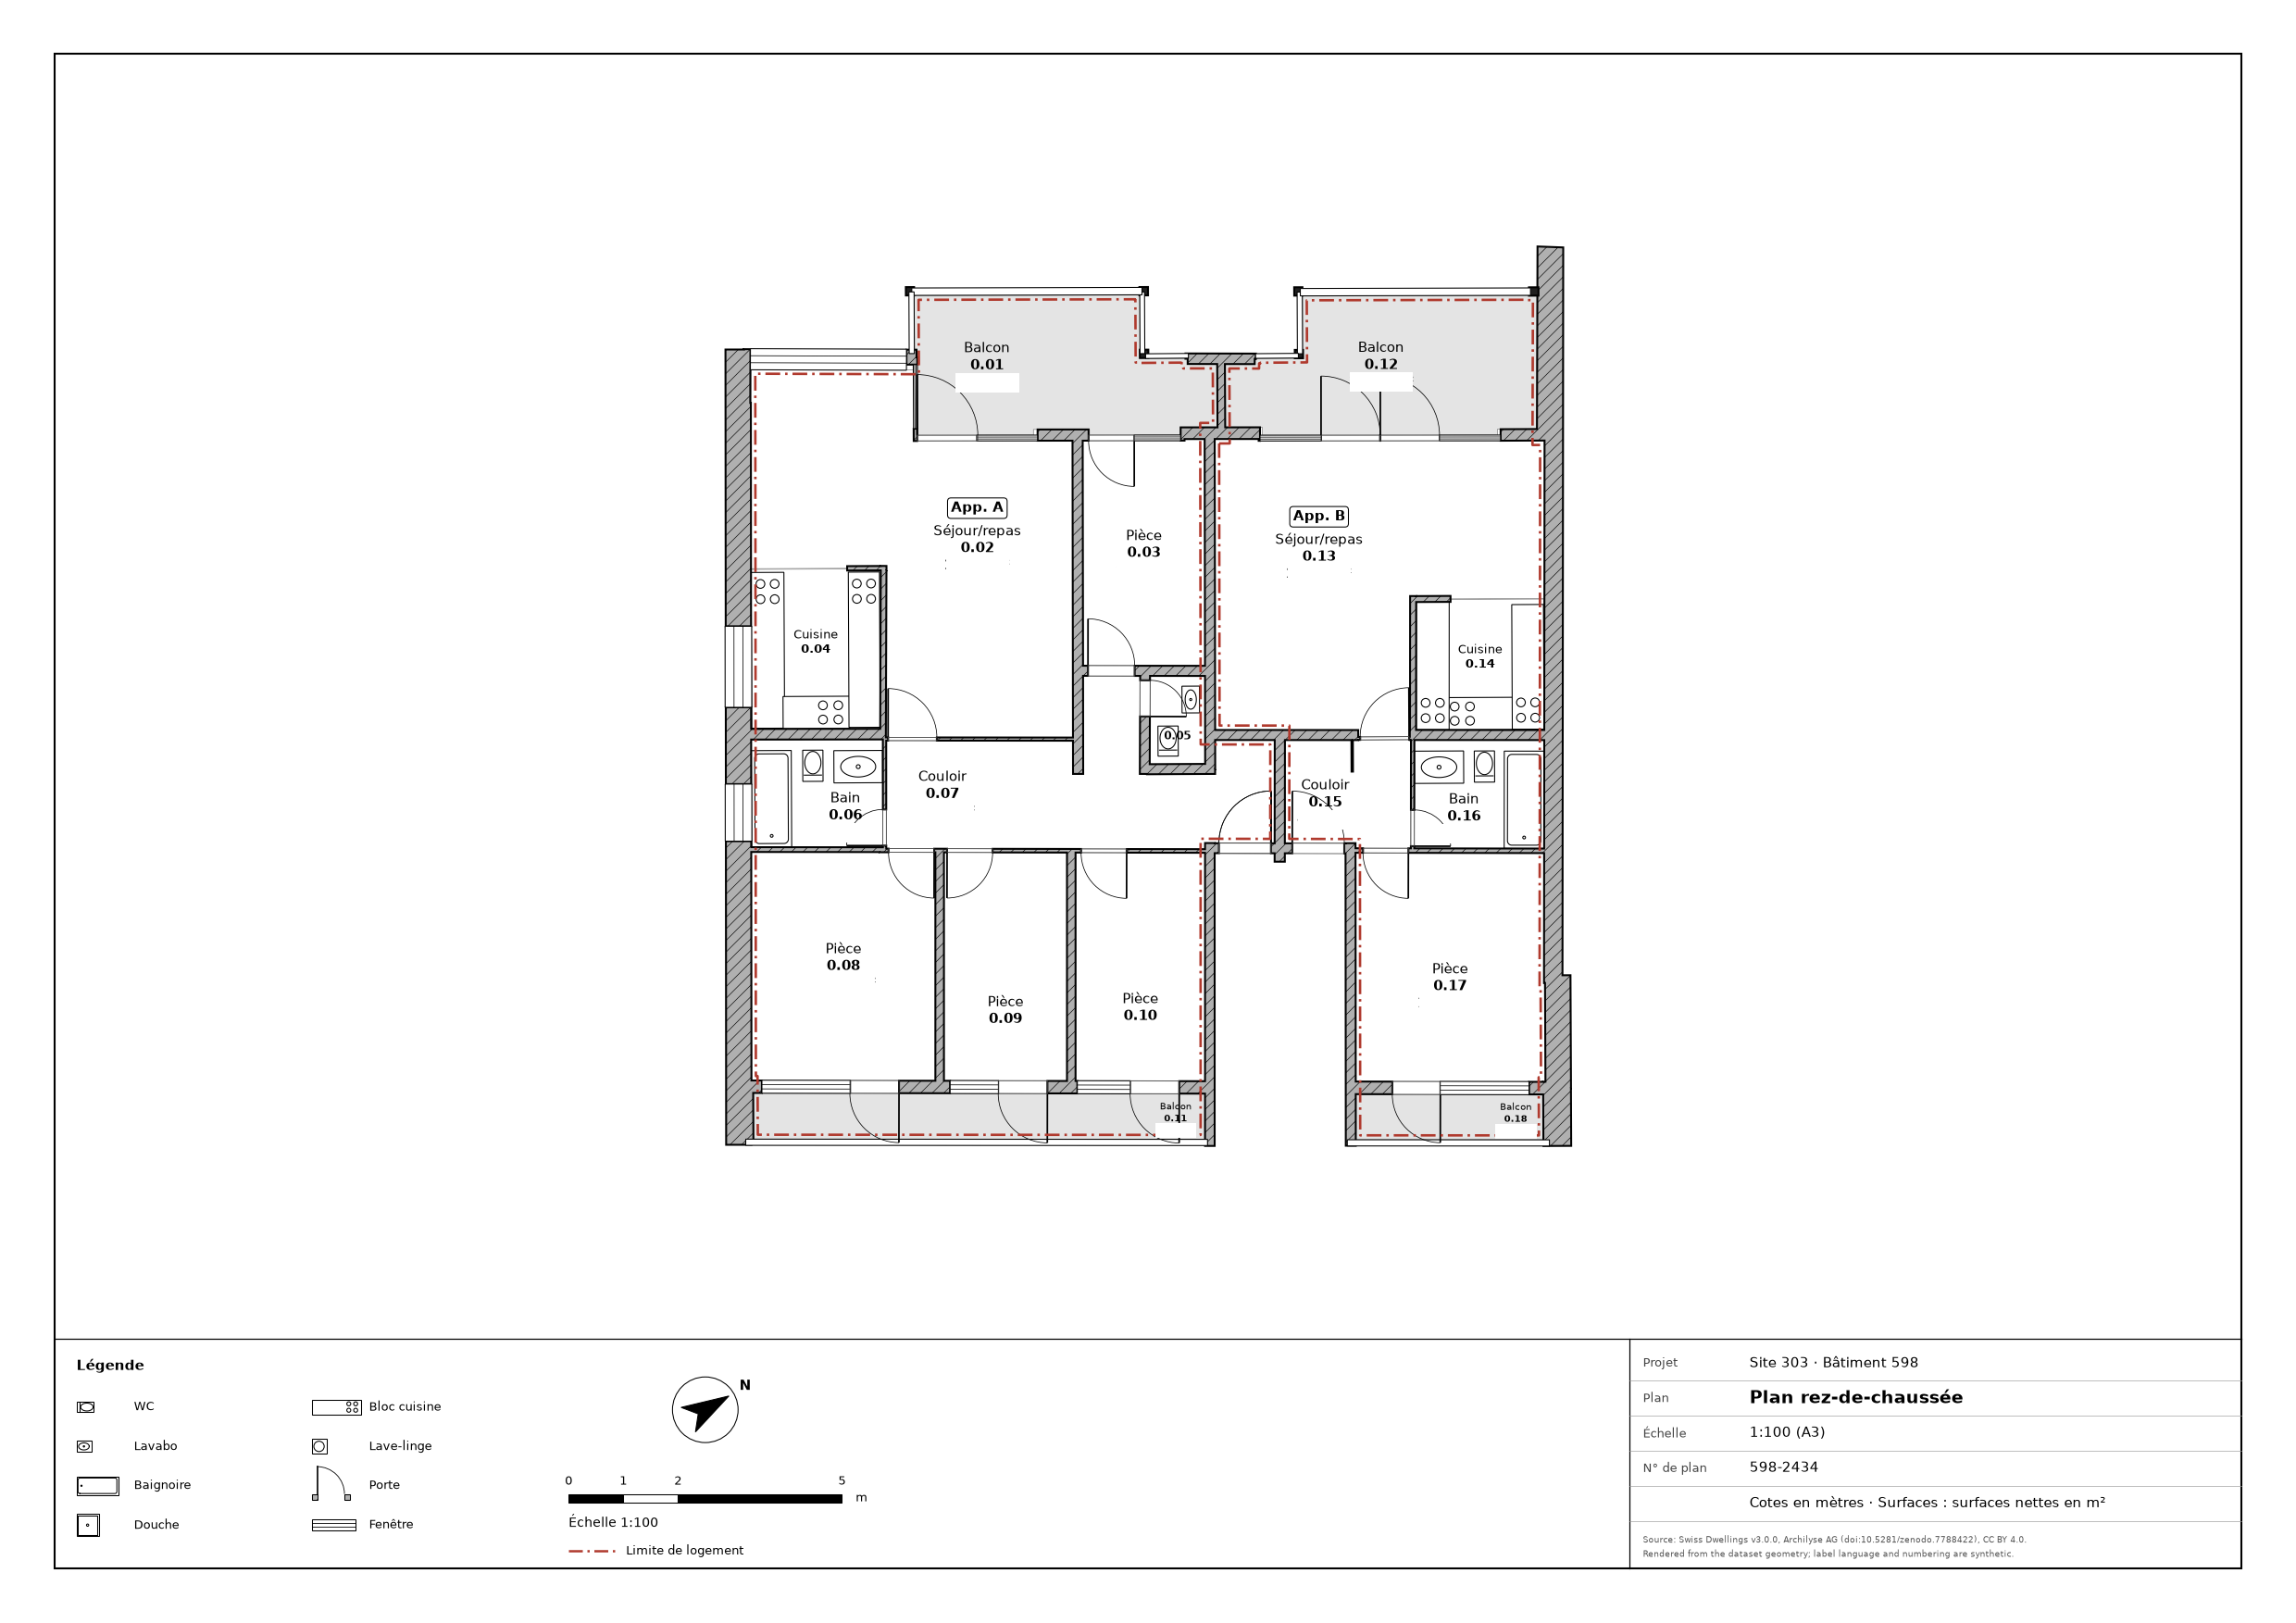 Balcon
0.01
Balcon
0.12
App. A
Séjour/repas
0.02
Pièce
0.03
App. B
Séjour/repas
0.13
Cuisine
0.04
Cuisine
0.14
0.05
Couloir
0.07
Couloir
0.15
Bain
0.06
Bain
0.16
Pièce
0.08
Pièce
0.09
Pièce
0.10
Pièce
0.17
Balcon
0.11
Balcon
0.18
Légende
WC
Lavabo
Baignoire
Douche
Bloc cuisine
Lave-linge
Porte
Fenêtre
N
0 1 2 5
m
Échelle 1:100
Limite de logement
Projet Site 303 · Bâtiment 598
Plan Plan rez-de-chaussée
Échelle 1:100 (A3)
N° de plan 598-2434
Cotes en mètres · Surfaces : surfaces nettes en m²
Source: Swiss Dwellings v3.0.0, Archilyse AG (doi:10.5281/zenodo.7788422), CC BY 4.0.
Rendered from the dataset geometry; label language and numbering are synthetic.